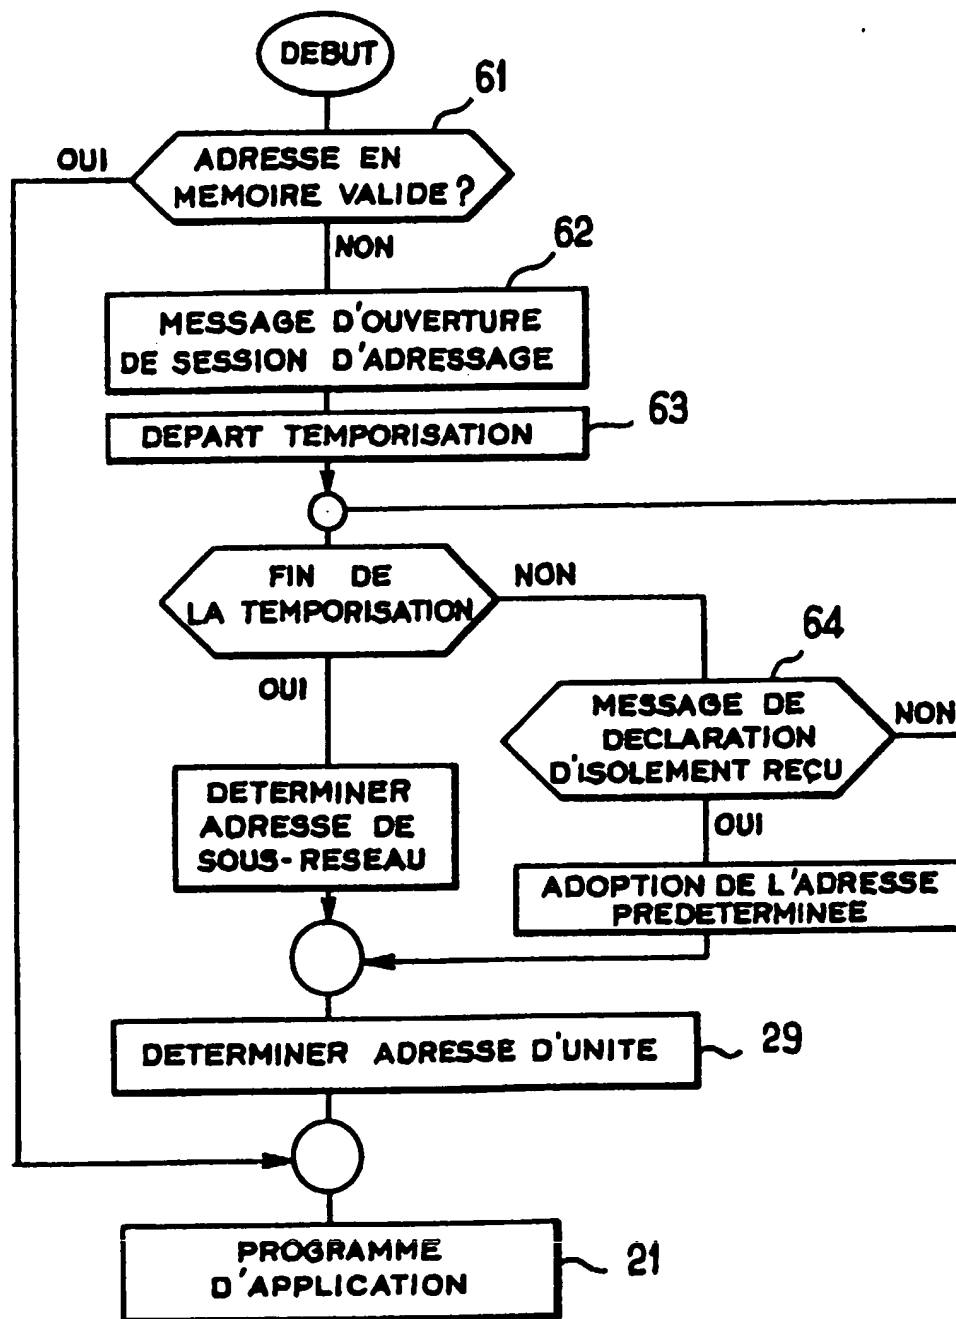 DEBUT
61
OUI
ADRESSE EN
MEMOIRE VALIDE?
NON
62
MESSAGE D'OUVERTURE
DE SESSION D'ADRESSAGE
63
DEPART TEMPORISATION
FIN DE
LA TEMPORISATION
NON
OUI
64
MESSAGE DE
DECLARATION
D'ISOLEMENT REÇU
NON
OUI
DETERMINER
ADRESSE DE
SOUS-RESEAU
ADOPTION DE L'ADRESSE
PREDETERMINEE
DETERMINER ADRESSE D'UNITE
29
PROGRAMME
D'APPLICATION
21